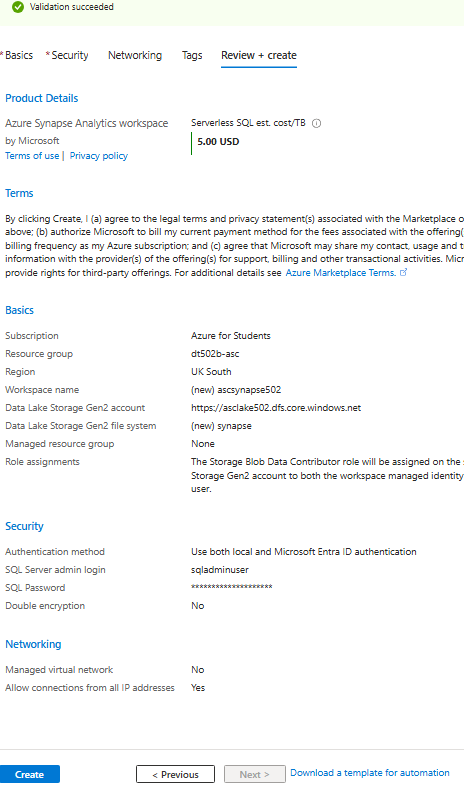 Validation succeeded
* Basics * Security Networking Tags Review + create
Product Details
Azure Synapse Analytics workspace
by Microsoft
Terms of use | Privacy policy
Serverless SQL est. cost/TB
5.00 USD
Terms
By clicking Create, I (a) agree to the legal terms and privacy statement(s) associated with the Marketplace
above; (b) authorize Microsoft to bill my current payment method for the fees associated with the offering(
billing frequency as my Azure subscription; and (c) agree that Microsoft may share my contact, usage and
information with the provider(s) of the offering(s) for support, billing and other transactional activities.
provide rights for third-party offerings. For additional details see Azure Marketplace Terms.
Basics
Subscription Azure for Students
Resource group dt502b-asc
Region UK South
Workspace name (new) ascsynapse502
Data Lake Storage Gen2 account https://asclake502.dfs.core.windows.net
Data Lake Storage Gen2 file system (new) synapse
Managed resource group None
Role assignments The Storage Blob Data Contributor role will be assigned on the
Storage Gen2 account to both the workspace managed identity
user.
Security
Authentication method Use both local and Microsoft Entra ID authentication
SQL Server admin login sqladminuser
SQL Password ********************
Double encryption No
Networking
Managed virtual network No
Allow connections from all IP addresses Yes
Create < Previous Next > Download a template for automation